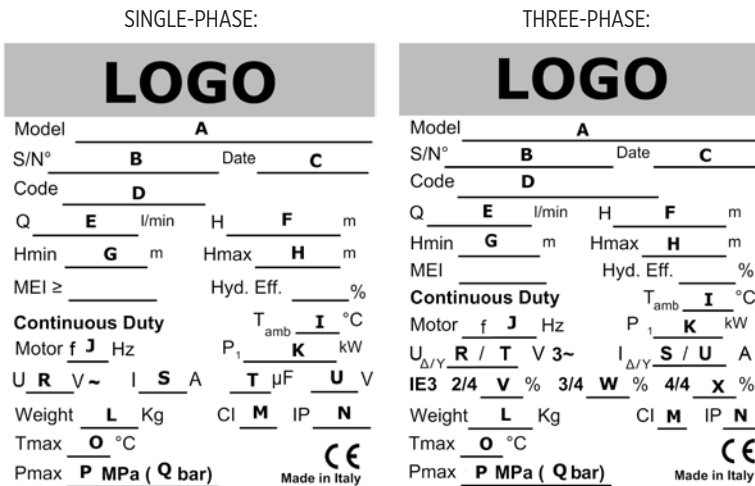 SINGLE-PHASE:
LOGO
Model A
S/N° B Date C
Code D
Q E l/min H F m
Hmin G m Hmax H m
MEI ≥ Hyd. Eff. %
Continuous Duty Tamb I °C
Motor f J Hz P1 K kW
U R V ~ I S A T µF U V
Weight L Kg CI M IP N
Tmax O °C
Pmax P MPa ( Q bar)
CE
Made in Italy
THREE-PHASE:
LOGO
Model A
S/N° B Date C
Code D
Q E l/min H F m
Hmin G m Hmax H m
MEI Hyd. Eff. %
Continuous Duty Tamb I °C
Motor f J Hz P 1 K kW
UΔ/Y R / T V 3~ IΔ/Y S / U A
IE3 2/4 V % 3/4 W % 4/4 X %
Weight L Kg CI M IP N
Tmax O °C
Pmax P MPa ( Q bar)
CE
Made in Italy